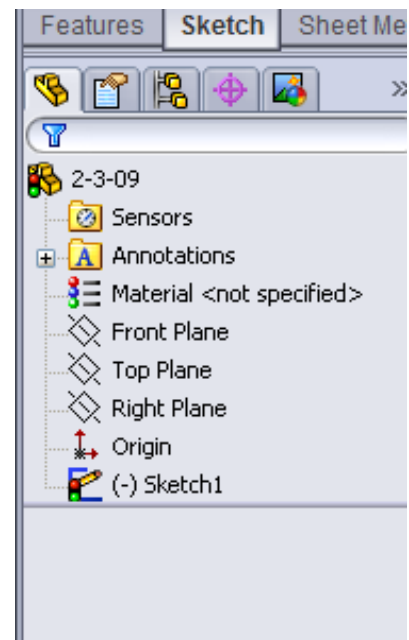 Features Sketch Sheet Me
2-3-09
Sensors
A Annotations
Material <not specified>
Front Plane
Top Plane
Right Plane
Origin
(-) Sketch1